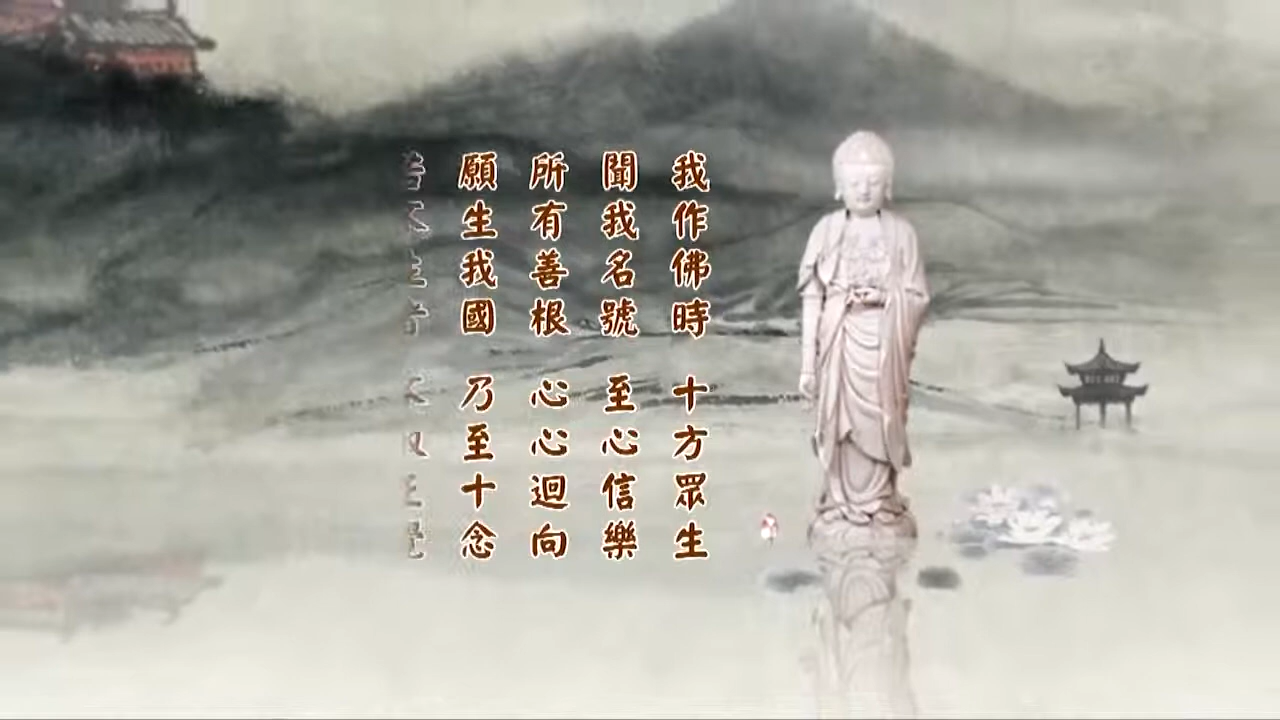 我作佛時 十方眾生
聞我名號 至心信樂
所有善根 心心迴向
願生我國 乃至十念